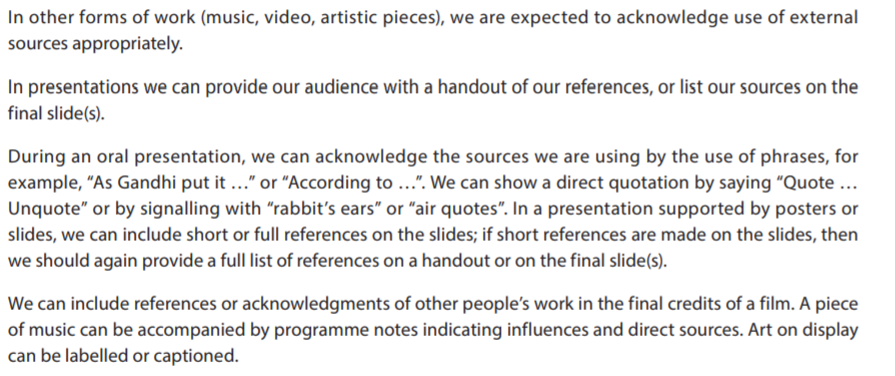 In other forms of work (music, video, artistic pieces), we are expected to acknowledge use of external
sources appropriately.
In presentations we can provide our audience with a handout of our references, or list our sources on the
final slide(s).
During an oral presentation, we can acknowledge the sources we are using by the use of phrases, for
example, “As Gandhi put it …” or “According to …”. We can show a direct quotation by saying “Quote …
Unquote” or by signalling with “rabbit’s ears” or “air quotes”. In a presentation supported by posters or
slides, we can include short or full references on the slides; if short references are made on the slides, then
we should again provide a full list of references on a handout or on the final slide(s).
We can include references or acknowledgments of other people’s work in the final credits of a film. A piece
of music can be accompanied by programme notes indicating influences and direct sources. Art on display
can be labelled or captioned.